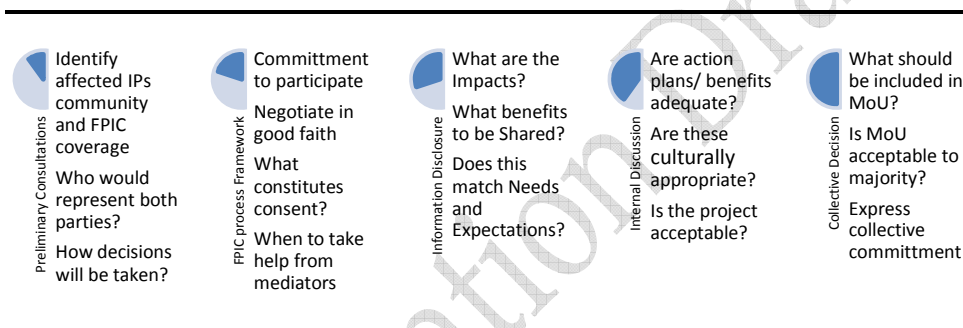 Preliminary Consultations
Identify
affected IPs
community
and FPIC
coverage
Who would
represent both
parties?
How decisions
will be taken?
FPIC process Framework
Committment
to participate
Negotiate in
good faith
What
constitutes
consent?
When to take
help from
mediators
Information Disclosure
What are the
Impacts?
What benefits
to be Shared?
Does this
match Needs
and
Expectations?
Internal Discussion
Are action
plans/ benefits
adequate?
Are these
culturally
appropriate?
Is the project
acceptable?
Collective Decision
What should
be included in
MoU?
Is MoU
acceptable to
majority?
Express
collective
committment